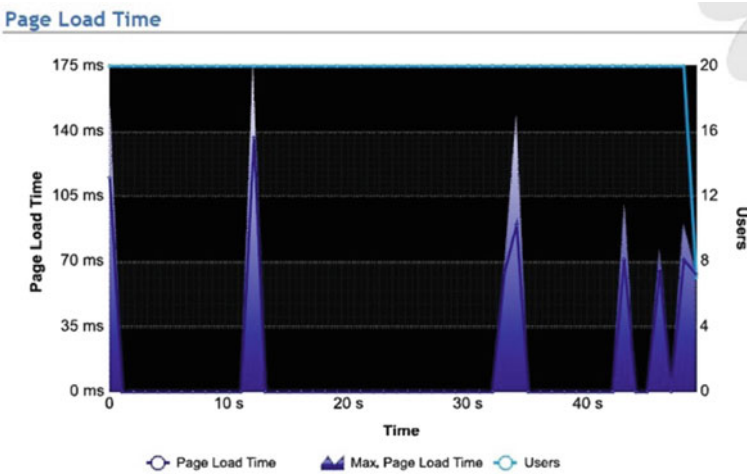 Page Load Time
175 ms
140 ms
105 ms
70 ms
35 ms
0 ms
Page Load Time
20
16
12
8
4
0
Users
0
10 s
20 s
30 s
40 s
Time
Page Load Time
Max. Page Load Time
Users